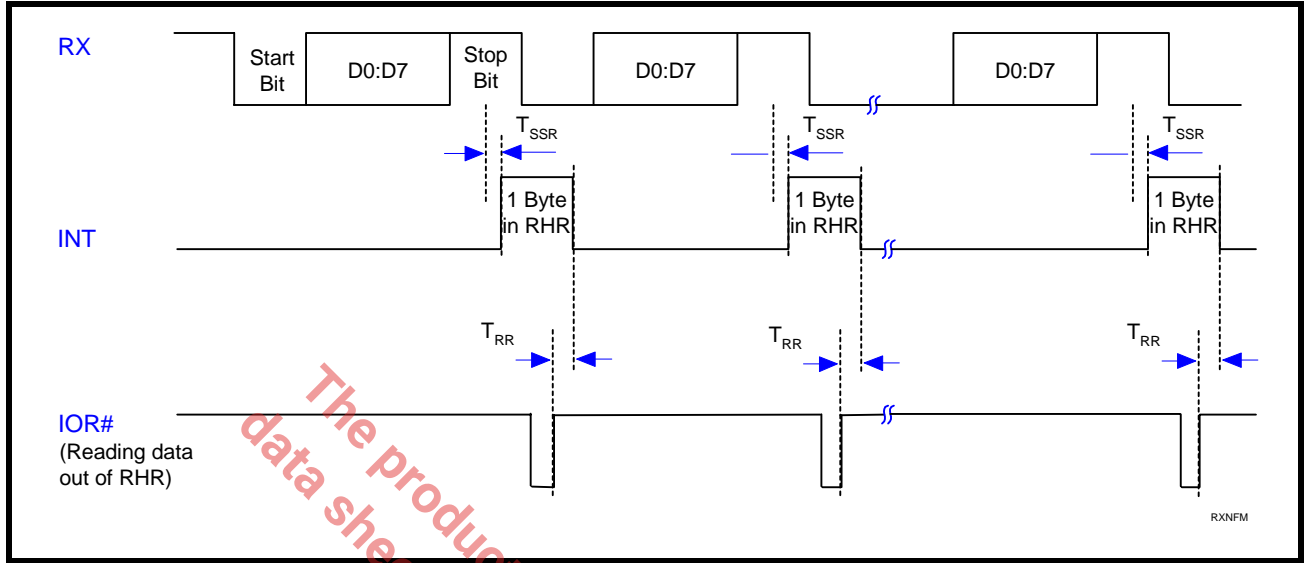 RX
Start
Bit
D0:D7
Stop
Bit
D0:D7
D0:D7
TSSR
TSSR
TSSR
1 Byte
in RHR
1 Byte
in RHR
1 Byte
in RHR
INT
TRR
TRR
TRR
IOR#
(Reading data
out of RHR)
The produc
data she
RXNFM